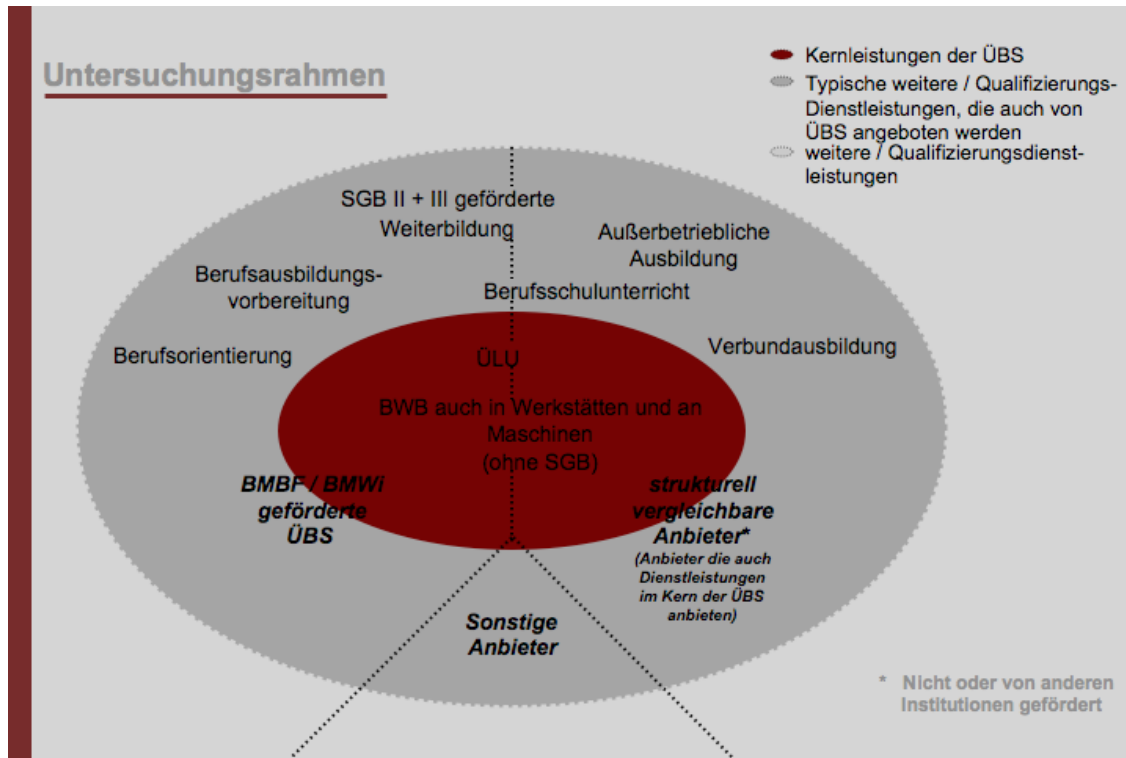 Untersuchungsrahmen
Kernleistungen der ÜBS
Typische weitere / Qualifizierungs-
Dienstleistungen, die auch von
ÜBS angeboten werden
weitere / Qualifizierungsdienst-
leistungen
SGB II + III geförderte
Weiterbildung
Außerbetriebliche
Ausbildung
Berufsausbildungs-
vorbereitung
Berufsschulunterricht
Berufsorientierung
ÜLU
Verbundausbildung
BWB auch in Werkstätten und an
Maschinen
(ohne SGB)
BMBF / BMWi
geförderte
ÜBS
strukturell
vergleichbare
Anbieter*
(Anbieter die auch
Dienstleistungen
im Kern der ÜBS
anbieten)
Sonstige
Anbieter
* Nicht oder von anderen
Institutionen gefördert